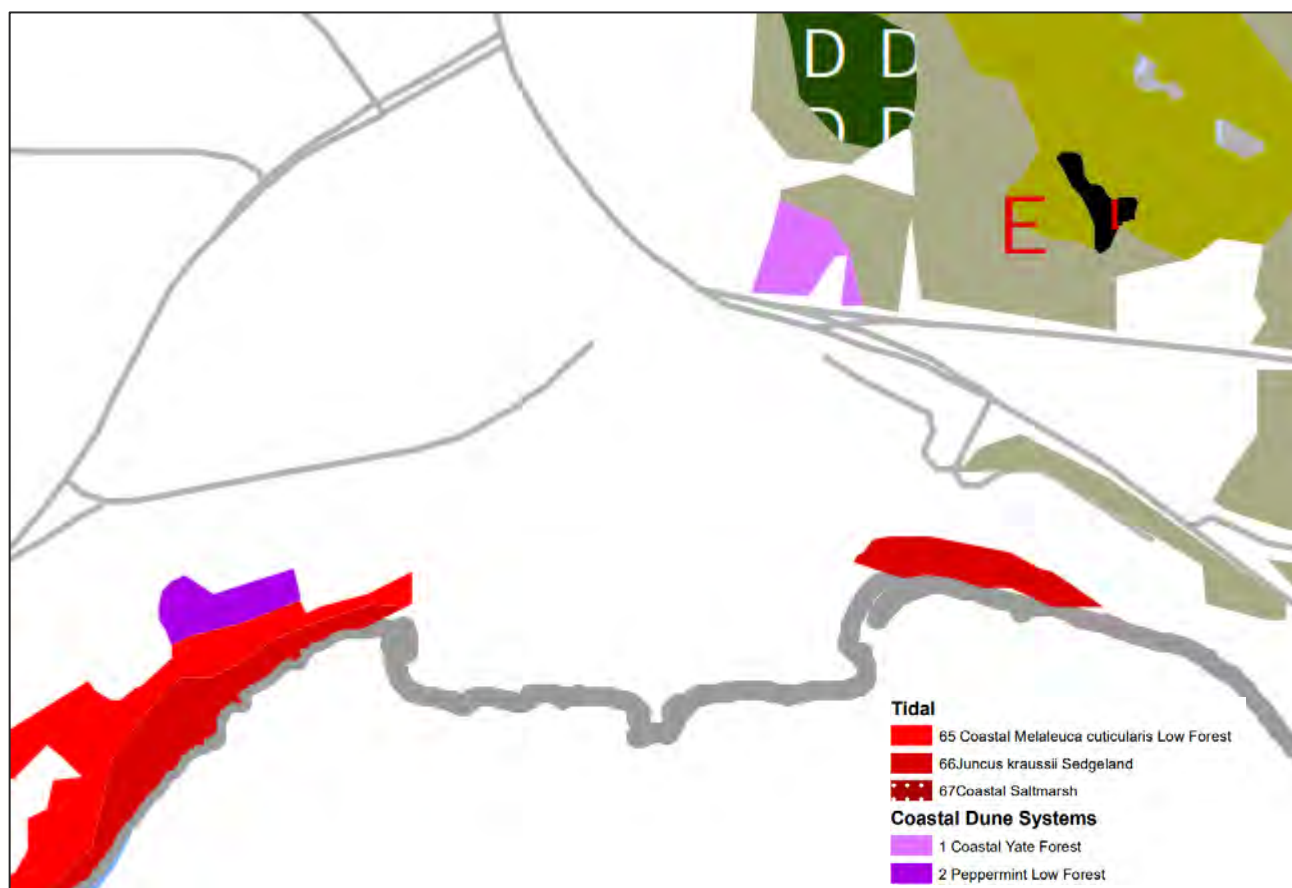 D D
D D
E
Tidal
65 Coastal Melaleuca cuticularis Low Forest
66Juncus kraussii Sedgeland
67Coastal Saltmarsh
Coastal Dune Systems
1 Coastal Yate Forest
2 Peppermint Low Forest